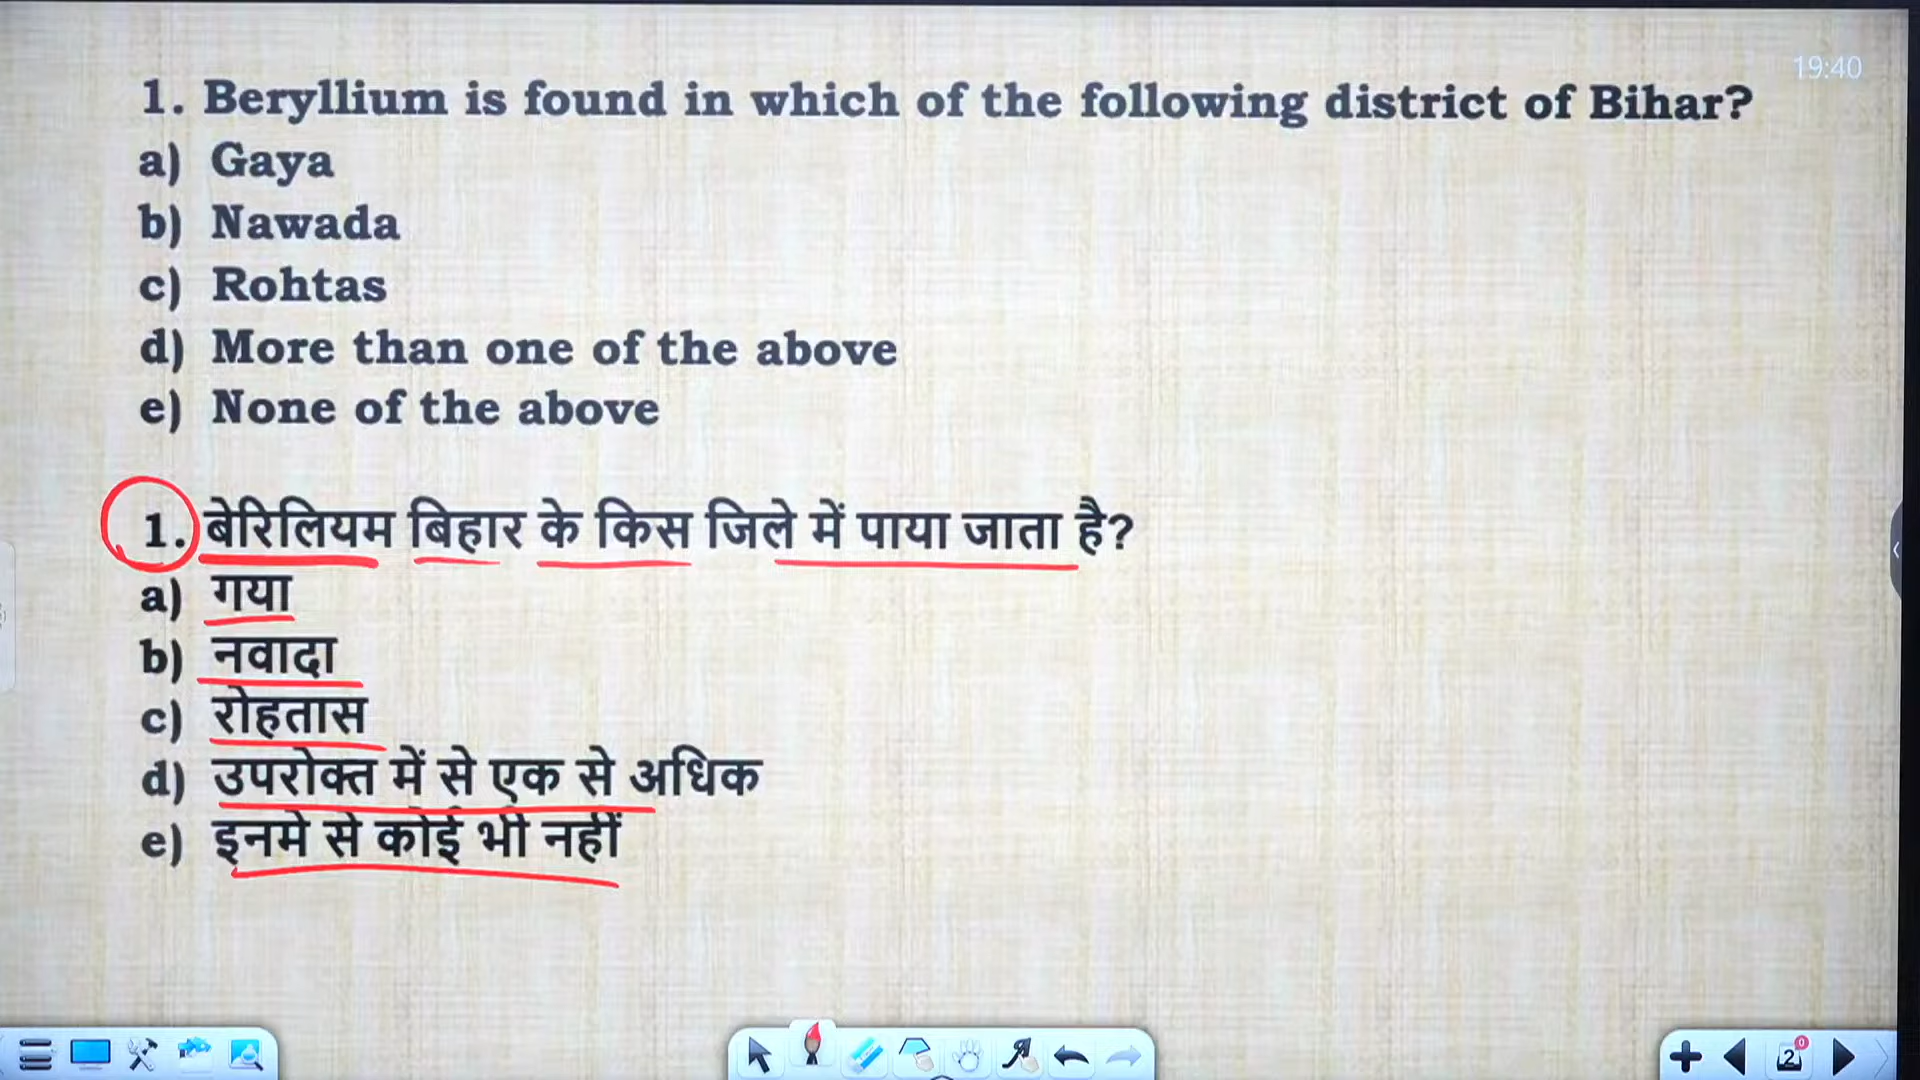 19:40
1. Beryllium is found in which of the following district of Bihar?
a) Gaya
b) Nawada
c) Rohtas
d) More than one of the above
e) None of the above
1. बेरिलियम बिहार के किस जिले में पाया जाता है?
a) गया
b) नवादा
c) रोहतास
d) उपरोक्त में से एक से अधिक
e) इनमे से कोई भी नहीं
2
0